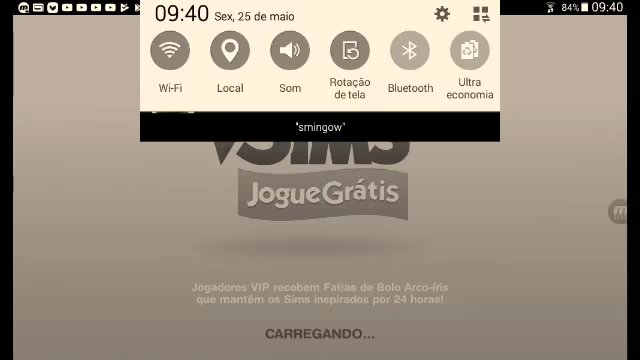 84% 09:40
09:40 Sex, 25 de maio
Wi-Fi
Local
Som
Rotação
de tela
Bluetooth
Ultra
economia
"smingow"
SIMS
JogueGrátis
Jogadores VIP recebem Fatias de Bolo Arco-íris
que mantêm os Sims inspirados por 24 horas!
CARREGANDO...